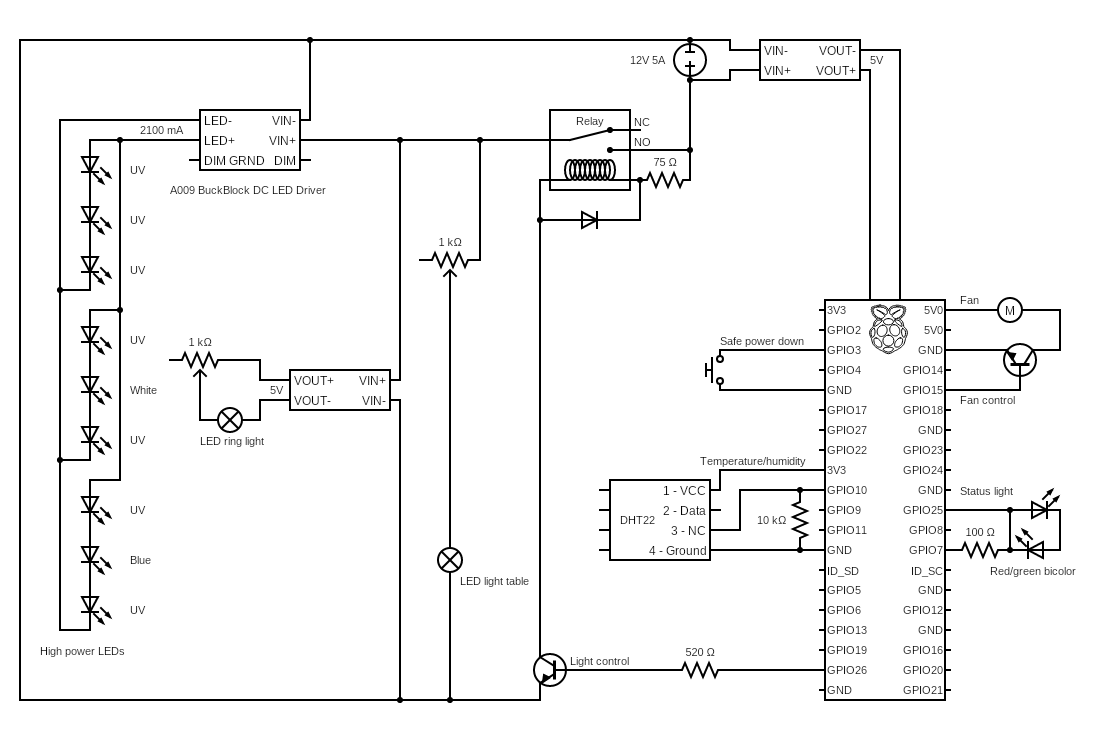 12V 5A
VIN- VOUT-
VIN+ VOUT+
5V
2100 mA
LED- VIN-
LED+ VIN+
DIM GRND DIM
A009 BuckBlock DC LED Driver
Relay
NC
NO
75 Ω
1 kΩ
UV
UV
UV
UV
White
UV
UV
Blue
UV
High power LEDs
1 kΩ
5V
VOUT+ VIN+
VOUT- VIN-
LED ring light
LED light table
Safe power down
Temperature/humidity
DHT22
1 - VCC
2 - Data
3 - NC
4 - Ground
10 kΩ
Light control
520 Ω
3V3 5V0
GPIO2 5V0
GPIO3 GND
GPIO4 GPIO14
GND GPIO15
GPIO17 GPIO18
GPIO27 GND
GPIO22 GPIO23
3V3 GPIO24
GPIO10 GND
GPIO9 GPIO25
GPIO11 GPIO8
GND GPIO7
ID_SD ID_SC
GPIO5 GND
GPIO6 GPIO12
GPIO13 GND
GPIO19 GPIO16
GPIO26 GPIO20
GND GPIO21
Fan
M
Fan control
Status light
100 Ω
Red/green bicolor